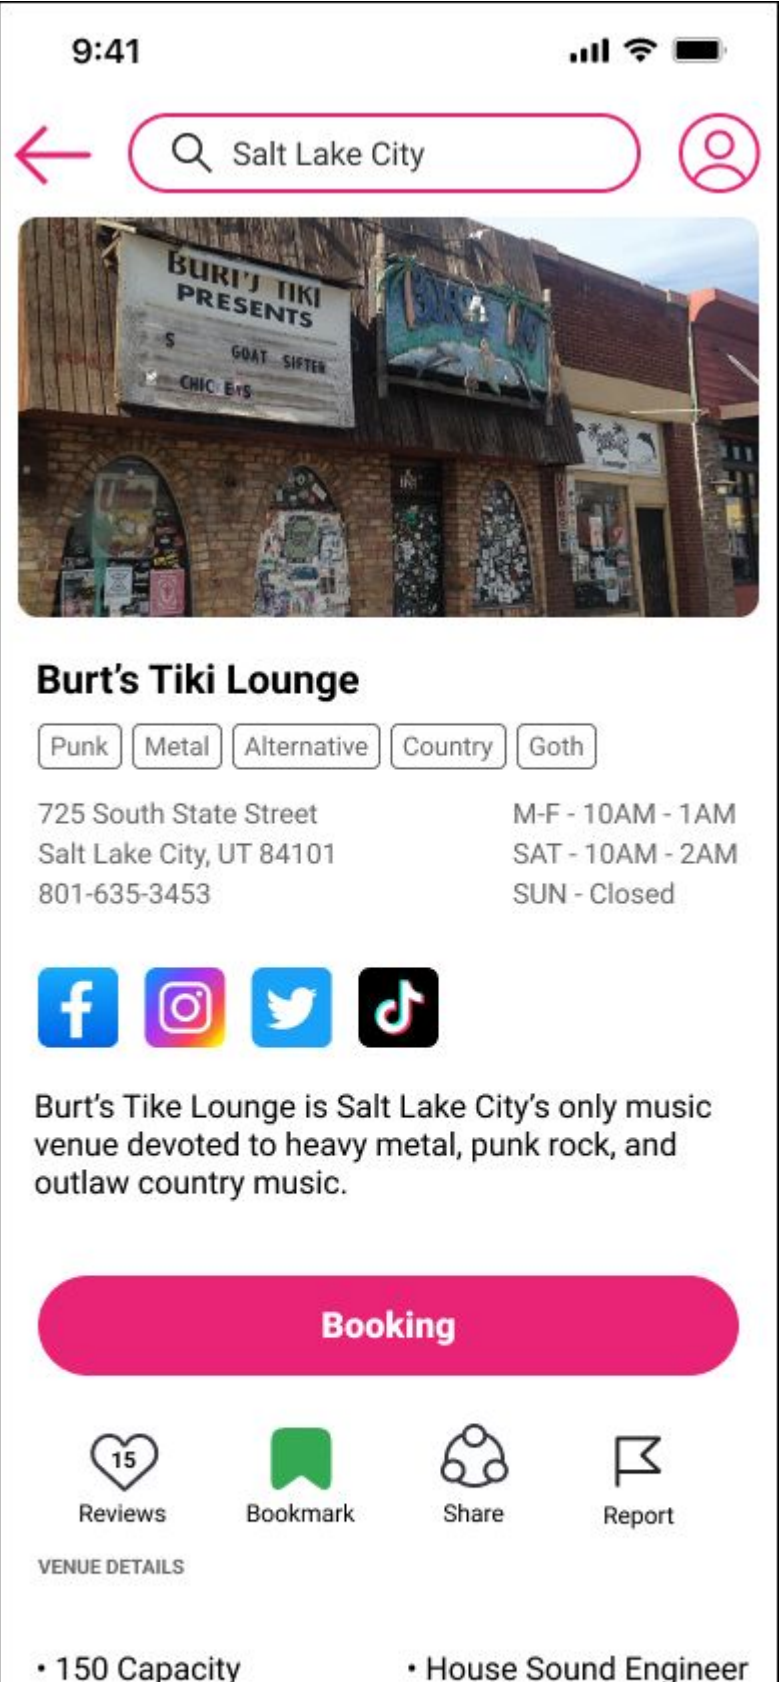 9:41
Salt Lake City
BURT'S TIKI
PRESENTS
S
GOAT SIFTER
Burt’s Tiki Lounge
Punk Metal Alternative Country Goth
725 South State Street
Salt Lake City, UT 84101
801-635-3453
M-F - 10AM - 1AM
SAT - 10AM - 2AM
SUN - Closed
Burt’s Tike Lounge is Salt Lake City’s only music
venue devoted to heavy metal, punk rock, and
outlaw country music.
Booking
15
Reviews Bookmark Share Report
VENUE DETAILS
• 150 Capacity
• House Sound Engineer